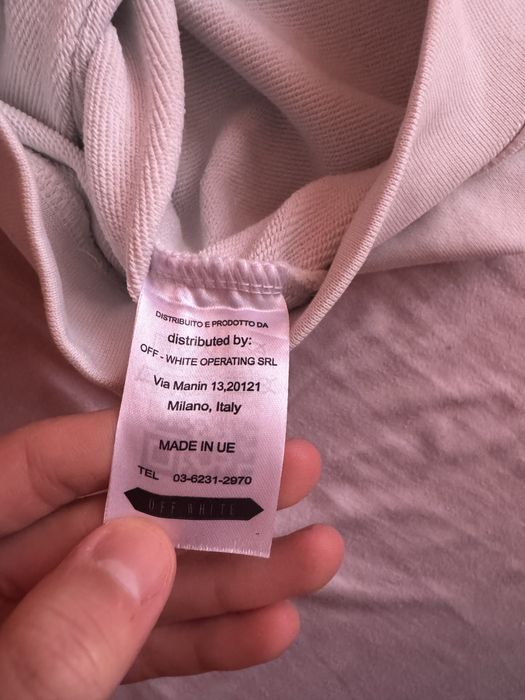 DISTRIBUITO E PRODOTTO DA
distributed by:
OFF - WHITE OPERATING SRL
Via Manin 13,20121
Milano, Italy
MADE IN UE
TEL 03-6231-2970
OFF WHITE